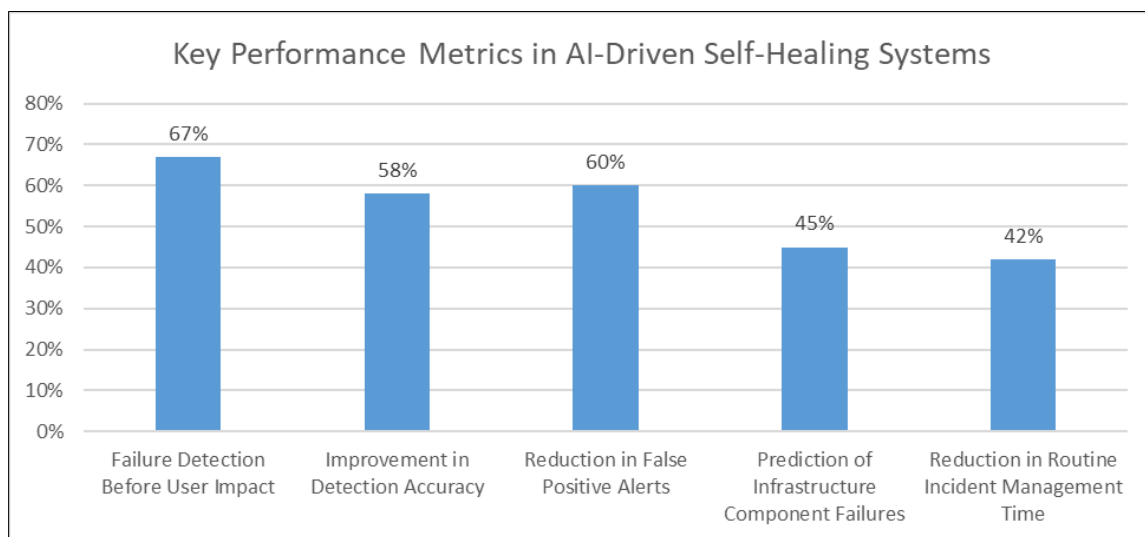 Key Performance Metrics in AI-Driven Self-Healing Systems
80%
70%
60%
50%
40%
30%
20%
10%
0%
67%
58%
60%
45%
42%
Failure Detection
Before User Impact
Improvement in
Detection Accuracy
Reduction in False
Positive Alerts
Prediction of
Infrastructure
Component Failures
Reduction in Routine
Incident Management
Time